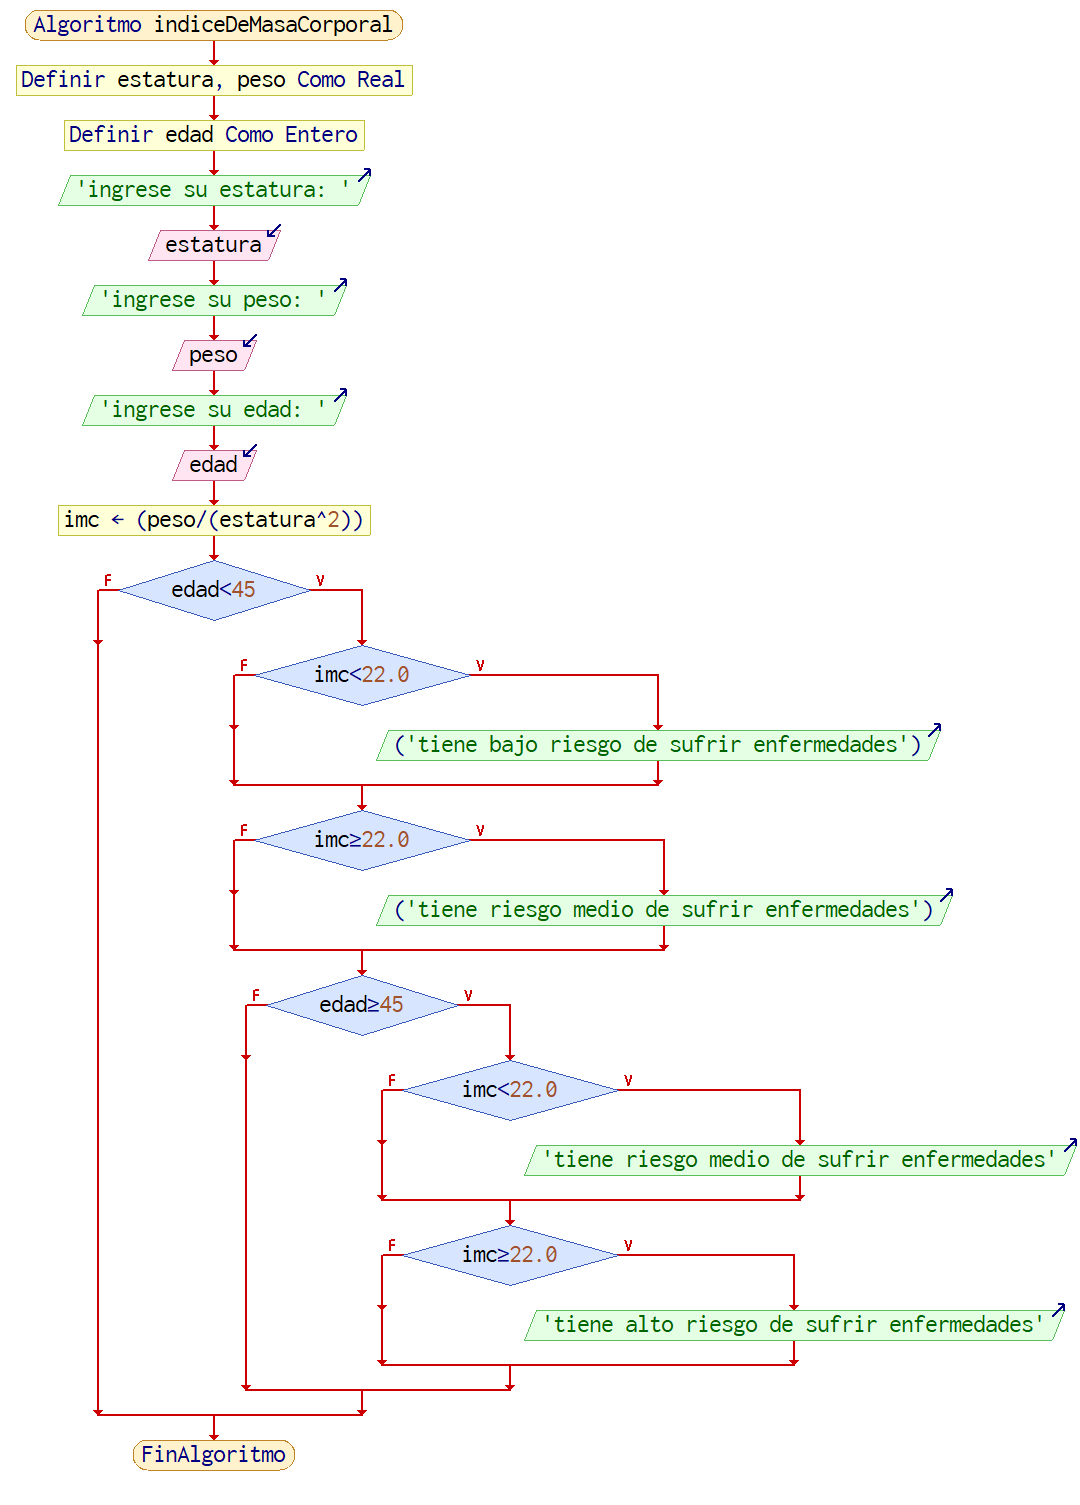 Algoritmo indiceDeMasaCorporal
Definir estatura, peso Como Real
Definir edad Como Entero
'ingrese su estatura: '
estatura
'ingrese su peso: '
peso
'ingrese su edad: '
edad
imc ← (peso/(estatura^2))
F
edad<45
V
F
imc<22.0
V
('tiene bajo riesgo de sufrir enfermedades')
F
imc≥22.0
V
('tiene riesgo medio de sufrir enfermedades')
F
edad≥45
V
F
imc<22.0
V
'tiene riesgo medio de sufrir enfermedades'
F
imc≥22.0
V
'tiene alto riesgo de sufrir enfermedades'
FinAlgoritmo